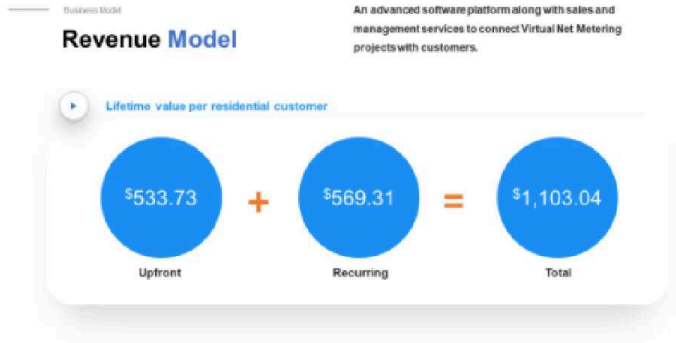 Business Model
Revenue Model
An advanced software platform along with sales and
management services to connect Virtual Net Metering
projects with customers.
Lifetime value per residential customer
$533.73
+
$569.31
=
$1,103.04
Upfront
Recurring
Total